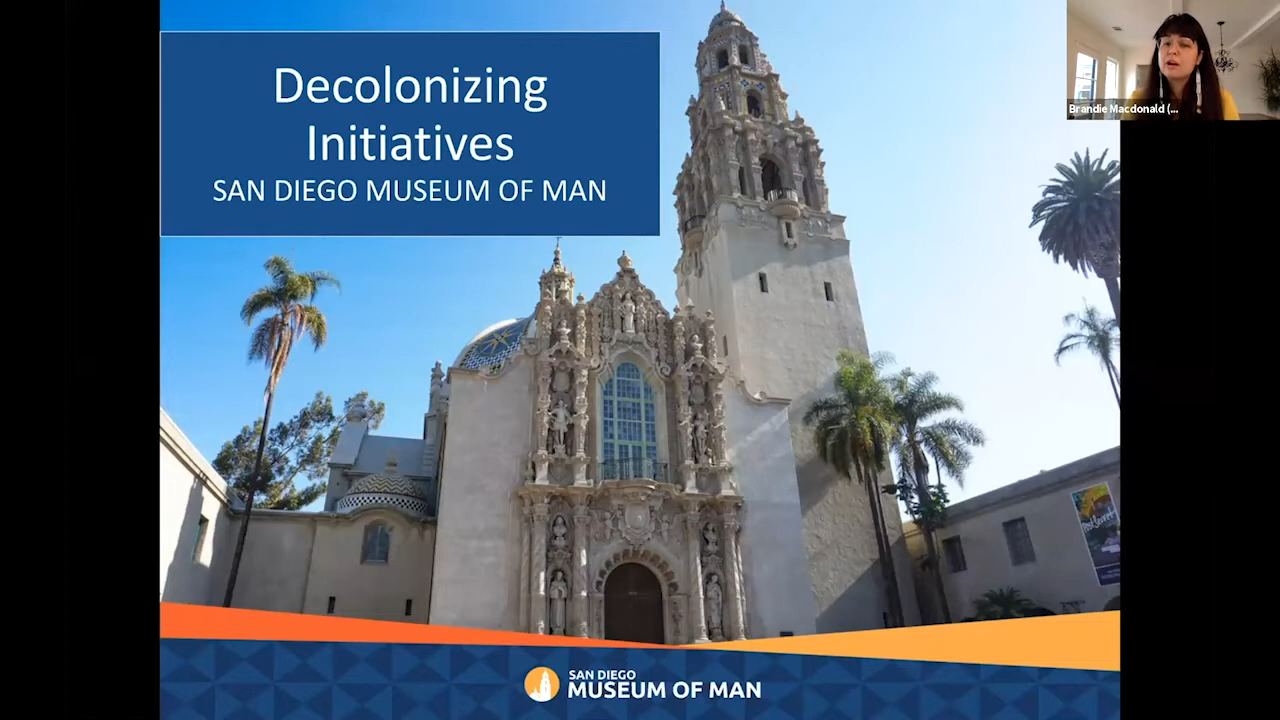 Decolonizing
Initiatives
SAN DIEGO MUSEUM OF MAN
Brandie Macdonald (...
SAN DIEGO
MUSEUM OF MAN